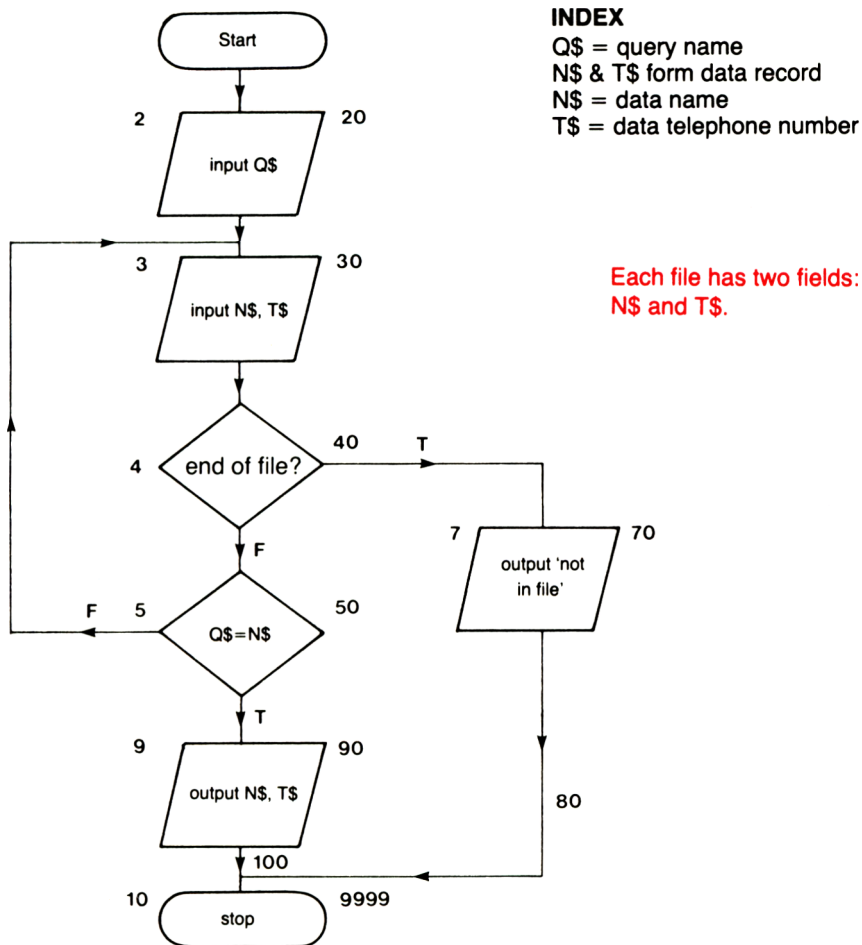 Start
INDEX
Q$ = query name
N$ & T$ form data record
N$ = data name
T$ = data telephone number
2
20
input Q$
3
30
input N$, T$
Each file has two fields:
N$ and T$.
4
end of file?
40
T
F
7
70
output ‘not
in file’
F
5
50
Q$=N$
T
9
90
output N$, T$
80
100
10
9999
stop